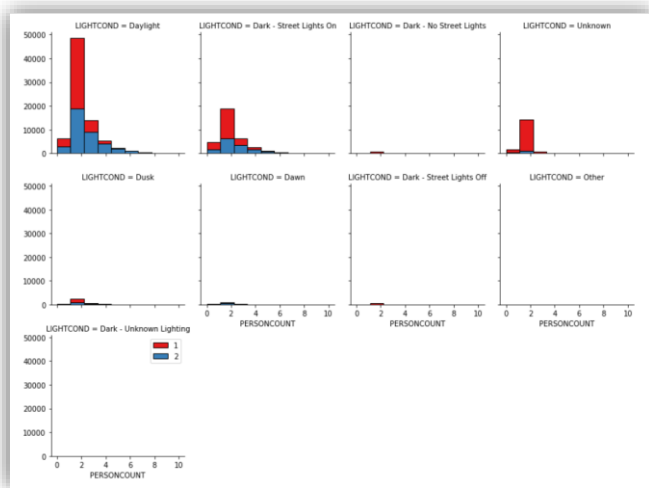 LIGHTCOND = Daylight
LIGHTCOND = Dark - Street Lights On
LIGHTCOND = Dark - No Street Lights
LIGHTCOND = Unknown
50000
40000
30000
20000
10000
0
LIGHTCOND = Dusk
LIGHTCOND = Dawn
LIGHTCOND = Dark - Street Lights Off
LIGHTCOND = Other
50000
40000
30000
20000
10000
0
0 2 4 6 8 10
0 2 4 6 8 10
0 2 4 6 8 10
PERSONCOUNT
PERSONCOUNT
PERSONCOUNT
LIGHTCOND = Dark - Unknown Lighting
1
2
50000
40000
30000
20000
10000
0
0 2 4 6 8 10
PERSONCOUNT